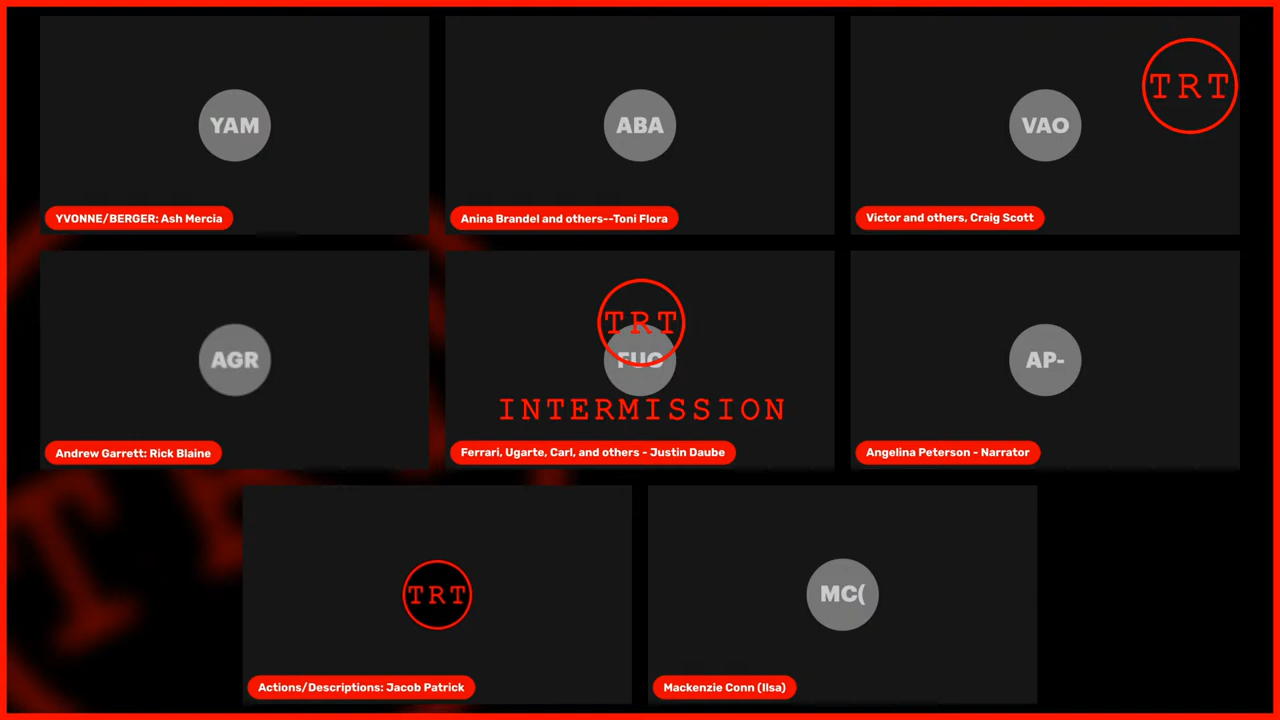 YAM
YVONNE/BERGER: Ash Mercia
ABA
Anina Brandel and others--Toni Flora
TRT
VAO
Victor and others, Craig Scott
AGR
Andrew Garrett: Rick Blaine
TRT
INTERMISSION
Ferrari, Ugarte, Carl, and others - Justin Daube
AP-
Angelina Peterson - Narrator
TRT
Actions/Descriptions: Jacob Patrick
MC(
Mackenzie Conn (Ilsa)